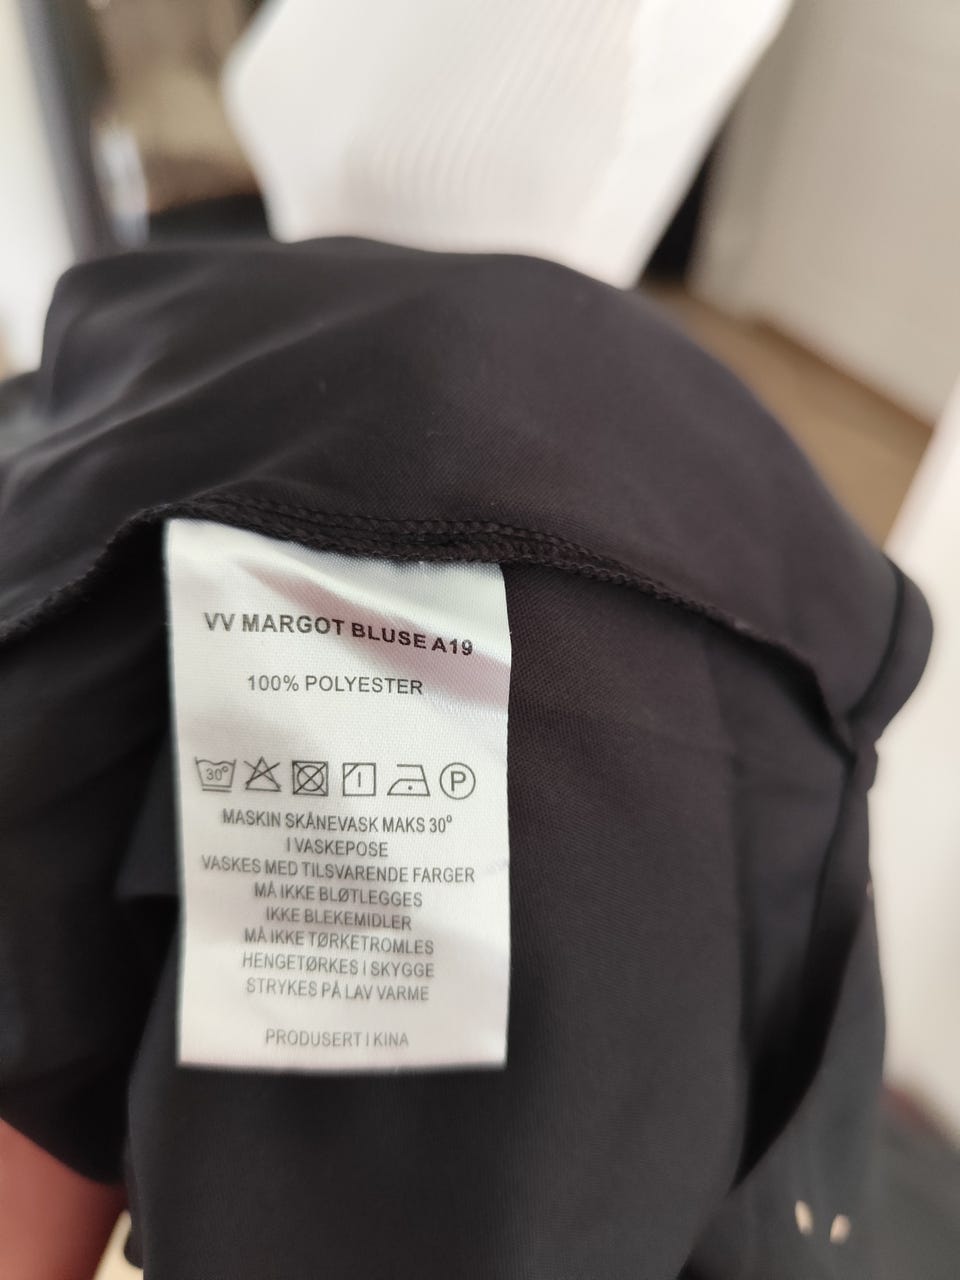 VV MARGOT BLUSE A19
100% POLYESTER
30° P
MASKIN SKÅNEVASK MAKS 30°
I VASKEPOSE
VASKES MED TILSVARENDE FARGER
MÅ IKKE BLØTLEGGES
IKKE BLEKEMIDLER
MÅ IKKE TØRKETROMLES
HENGETØRKES I SKYGGE
STRYKES PÅ LAV VARME
PRODUSERT I KINA